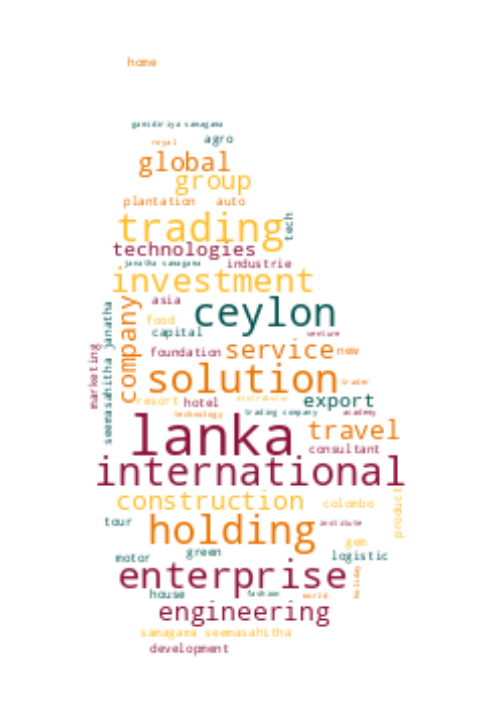 home
gamidiriya samagama
royal
agro
global
group
plantation
auto
trading
tech
technologies
janatha samagama
industrie
investment
asia
ceylon
company
seemasahitha janatha
food
capital
venture
marketing
foundation
service
new
solution
trader
resort
hotel
distributor
export
technology
trading company
academy
lanka
travel
consultant
international
construction
colombo
product
tour
holding
institute
gem
motor
green
logistic
enterprise
holiday
house
fashion
world
engineering
samagama seemasahitha
development